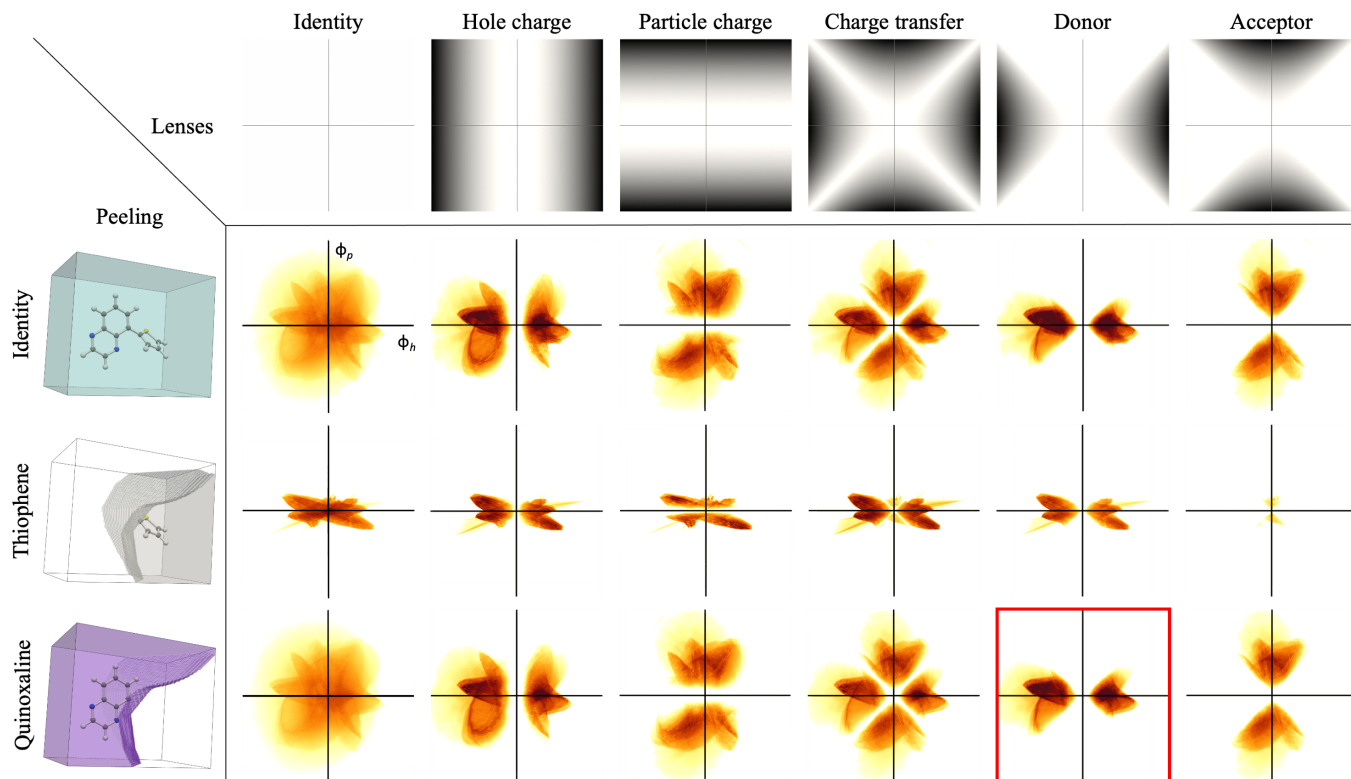 Identity
Hole charge
Particle charge
Charge transfer
Donor
Acceptor
Lenses
Peeling
Identity
ϕp
ϕh
Thiophene
Quinoxaline